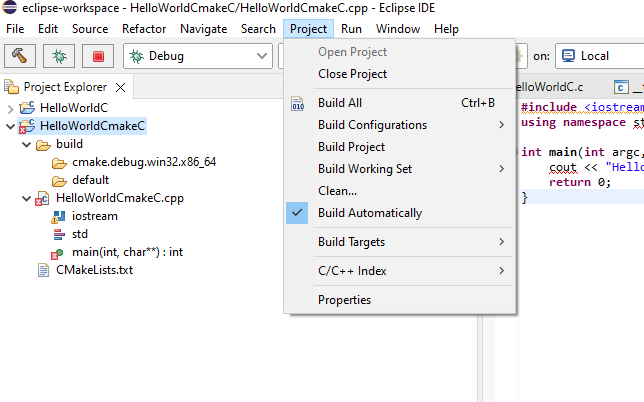 eclipse-workspace - HelloWorldCmakeC/HelloWorldCmakeC.cpp - Eclipse IDE
File Edit Source Refactor Navigate Search Project Run Window Help
Debug on: Local
Project Explorer
HelloWorldC
HelloWorldCmakeC
build
cmake.debug.win32.x86_64
default
HelloWorldCmakeC.cpp
iostream
std
main(int, char**) : int
CMakeLists.txt
Open Project
Close Project
010 Build All Ctrl+B
Build Configurations
Build Project
Build Working Set
Clean...
Build Automatically
Build Targets
C/C++ Index
Properties
elloWorldC.c
#include <iostream
using namespace st
int main(int argc,
cout << "Hello
return 0;
}